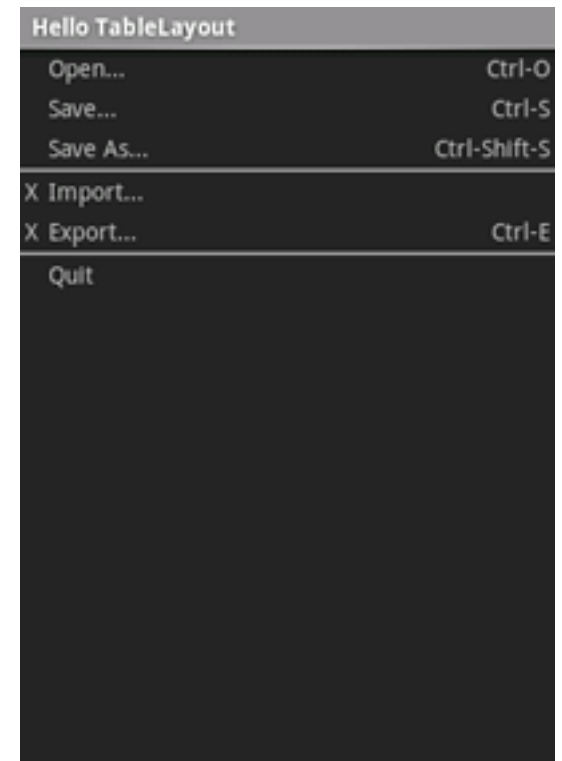 Hello TableLayout
Open... Ctrl-O
Save... Ctrl-S
Save As... Ctrl-Shift-S
X Import...
X Export... Ctrl-E
Quit